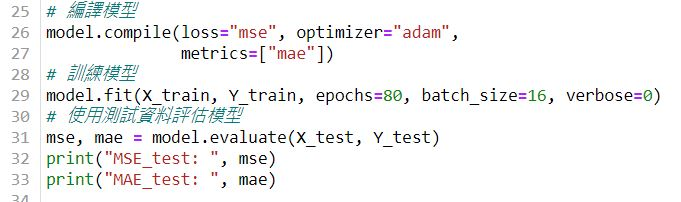 25 # 編譯模型
26 model.compile(loss="mse", optimizer="adam",
27               metrics=["mae"])
28 # 訓練模型
29 model.fit(X_train, Y_train, epochs=80, batch_size=16, verbose=0)
30 # 使用測試資料評估模型
31 mse, mae = model.evaluate(X_test, Y_test)
32 print("MSE_test: ", mse)
33 print("MAE_test: ", mae)
34